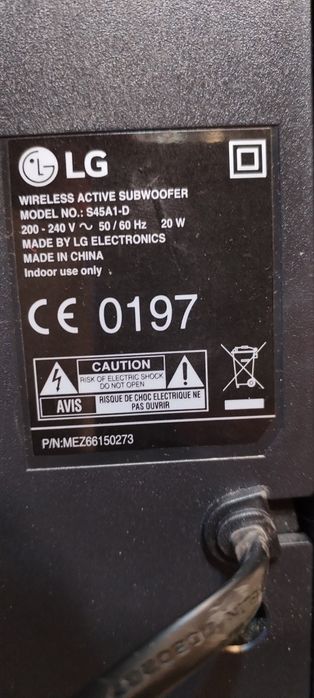 LG
WIRELESS ACTIVE SUBWOOFER
MODEL NO.: S45A1-D
200 - 240 V ~ 50 / 60 Hz 20 W
MADE BY LG ELECTRONICS
MADE IN CHINA
Indoor use only
CE 0197
CAUTION
RISK OF ELECTRIC SHOCK
DO NOT OPEN
AVIS
RISQUE DE CHOC ELECTRIQUE NE
PAS OUVRIR
P/N:MEZ66150273